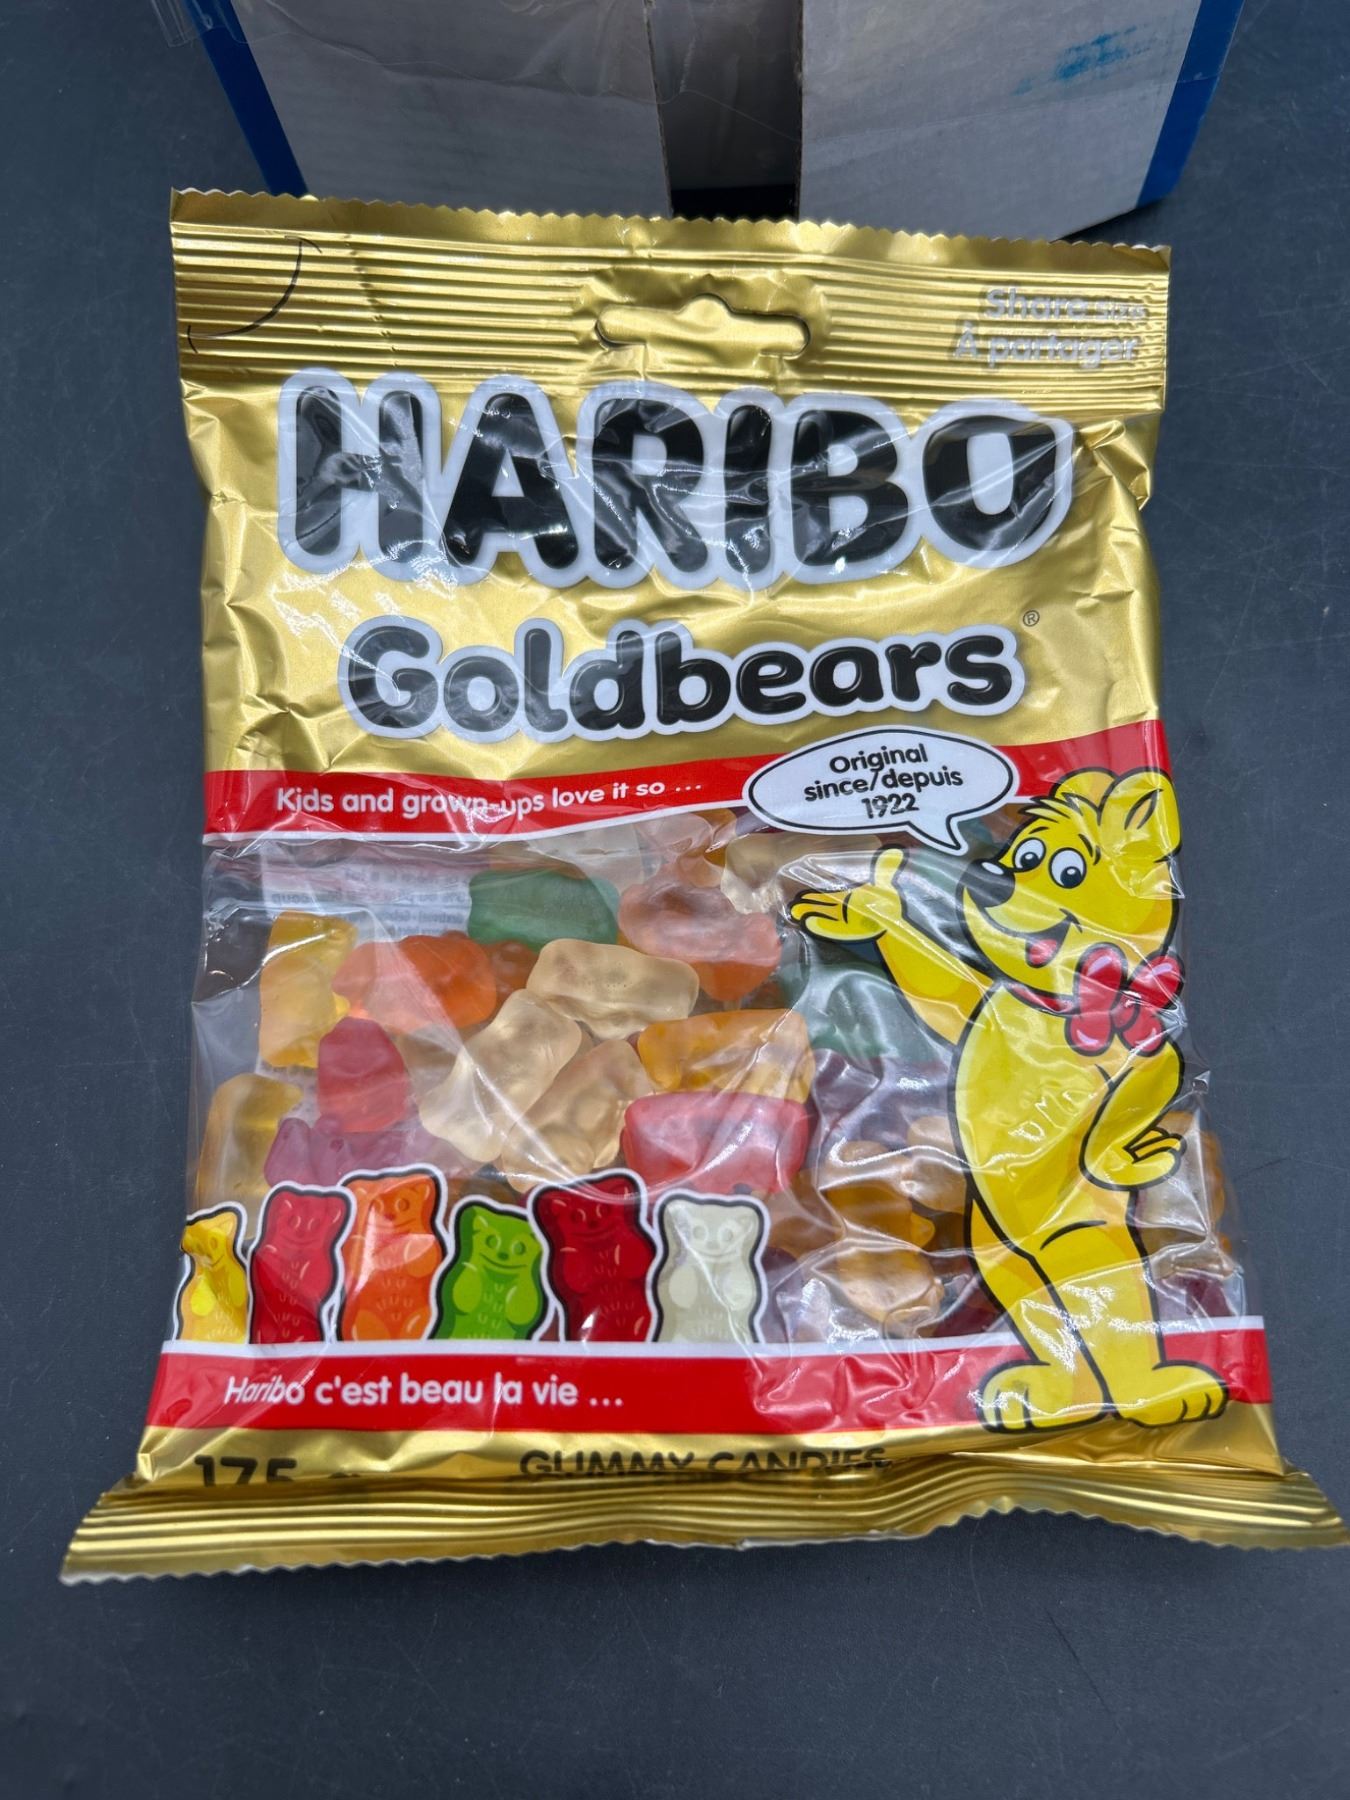 Share size
À partager
HARIBO
Goldbears®
Original
since/depuis
1922
Kids and grown-ups love it so ...
Haribo c'est beau la vie ...
175 g
GUMMY CANDIES